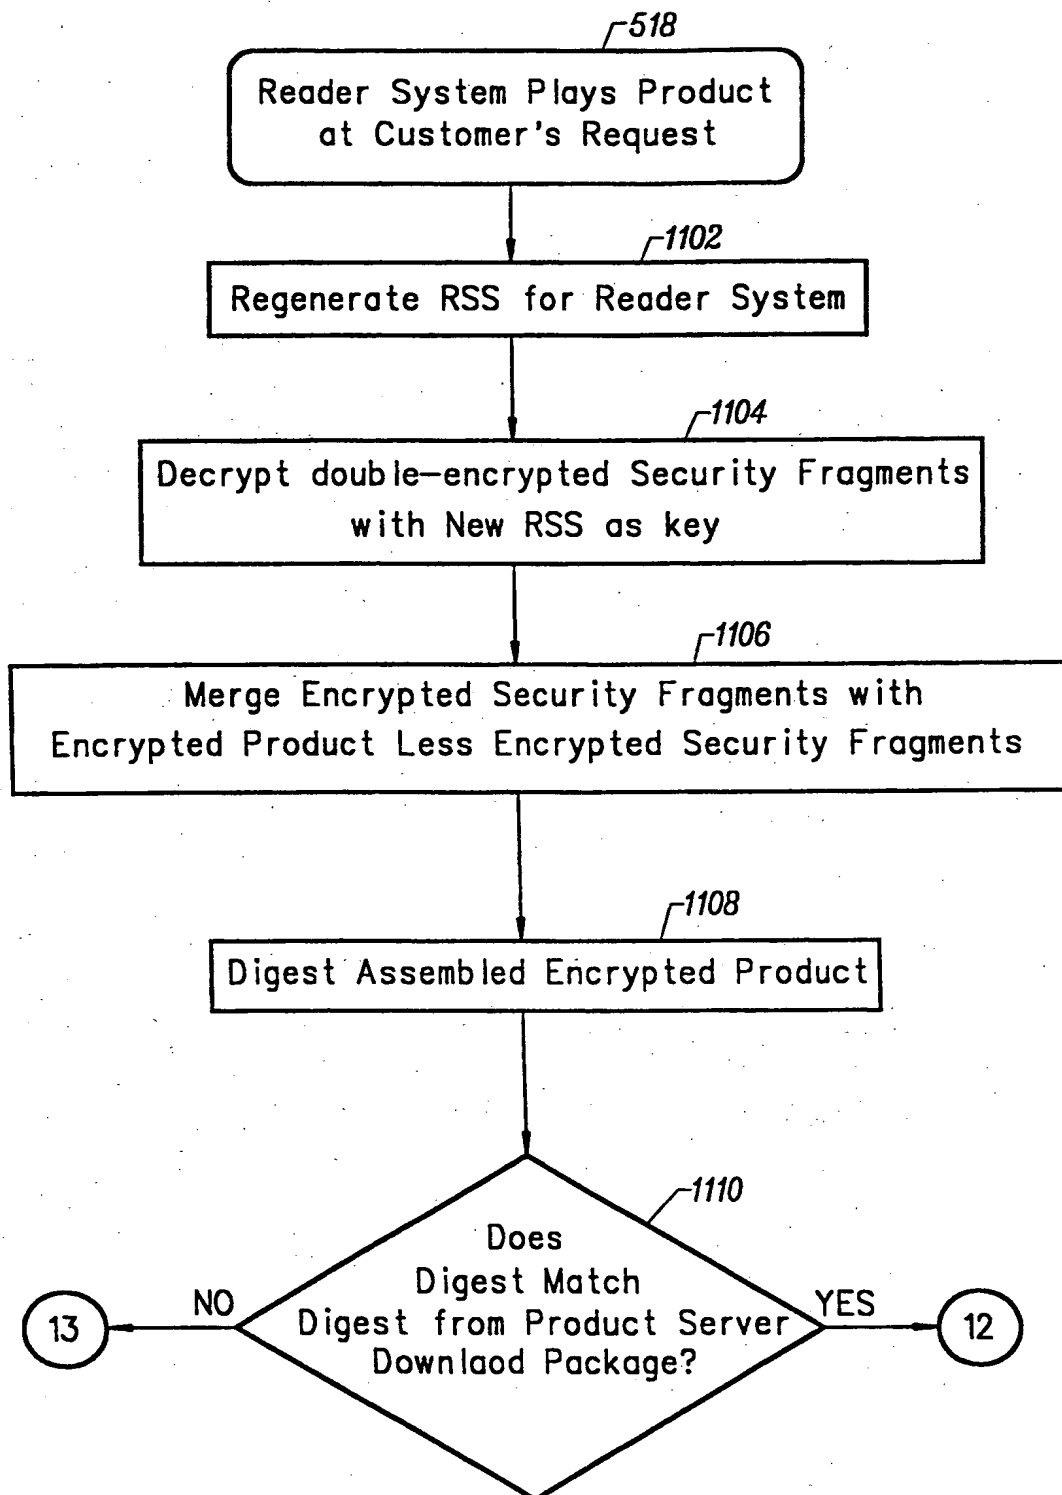 518
Reader System Plays Product
at Customer's Request
1102
Regenerate RSS for Reader System
1104
Decrypt double-encrypted Security Fragments
with New RSS as key
1106
Merge Encrypted Security Fragments with
Encrypted Product Less Encrypted Security Fragments
1108
Digest Assembled Encrypted Product
1110
Does
Digest Match
Digest from Product Server
Downlaod Package?
NO
YES
13
12